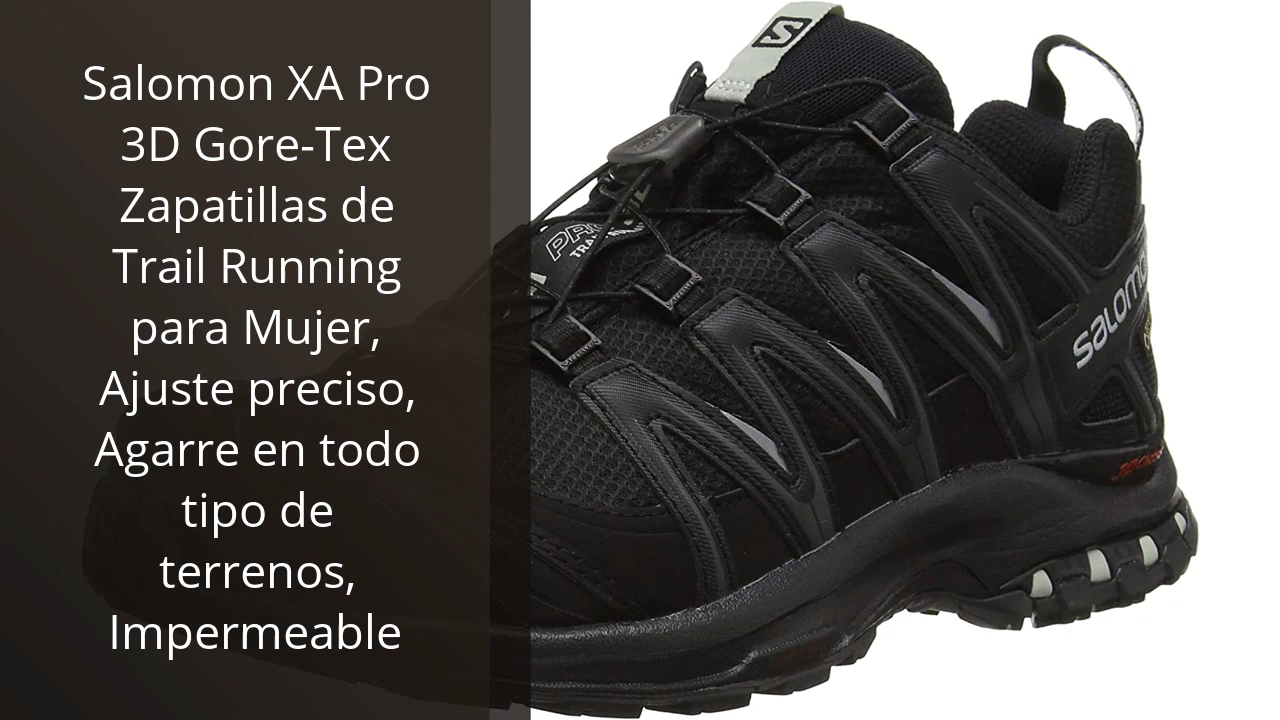 Salomon XA Pro
3D Gore-Tex
Zapatillas de
Trail Running
para Mujer,
Ajuste preciso,
Agarre en todo
tipo de
terrenos,
Impermeable
S